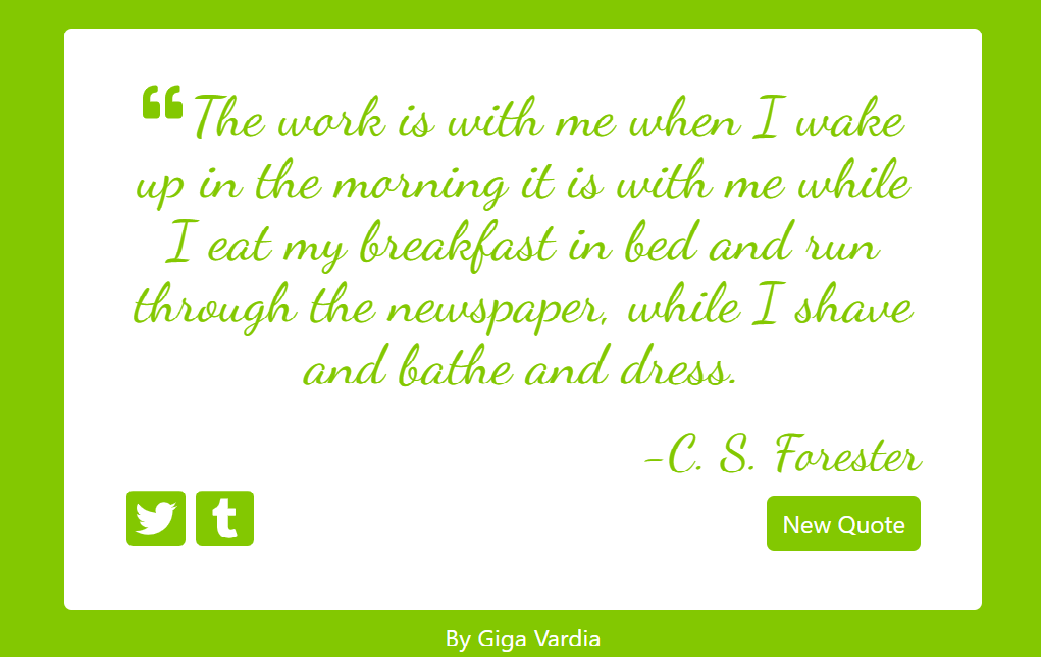 “The work is with me when I wake
up in the morning it is with me while
I eat my breakfast in bed and run
through the newspaper, while I shave
and bathe and dress.
-C. S. Forester
New Quote
By Giga Vardia